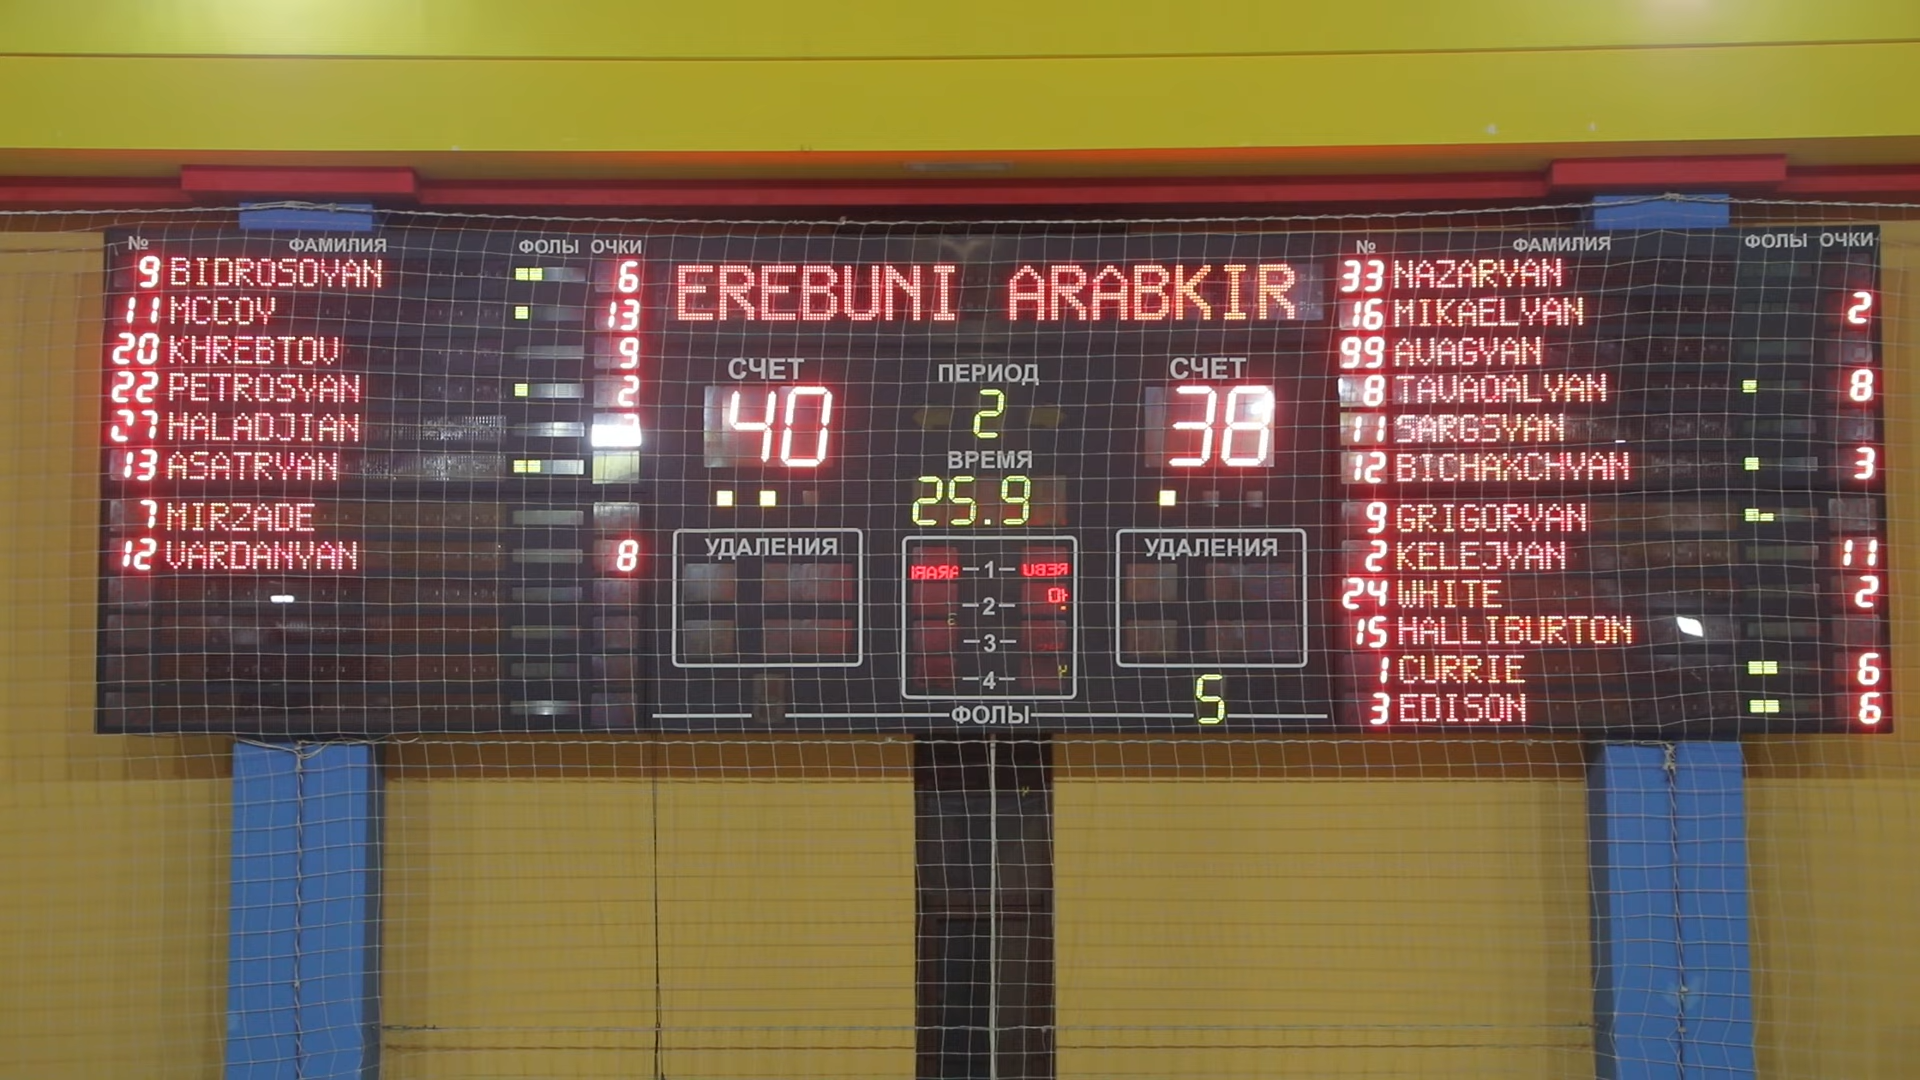 № ФАМИЛИЯ ФОЛЫ ОЧКИ
9 BIDROSOYAN 6
11 MCCOY 13
20 KHREBTOV 9
22 PETROSYAN 2
27 HALADJIAN
13 ASATRYAN
7 MIRZADE
12 VARDANYAN 8
EREBUNI ARABKIR
СЧЕТ ПЕРИОД СЧЕТ
40 2 38
ВРЕМЯ
25.9
УДАЛЕНИЯ УДАЛЕНИЯ
1
2
3
4
5
ФОЛЫ
№ ФАМИЛИЯ ФОЛЫ ОЧКИ
33 NAZARYAN
16 MIKAELYAN 2
99 AVAGYAN
8 TAVADALYAN 8
11 SARGSYAN
12 BICHAKCHYAN 3
9 GRIGORYAN
2 KELEJYAN 11
24 WHITE 2
15 HALLIBURTON
1 CURRIE 6
3 EDISON 6